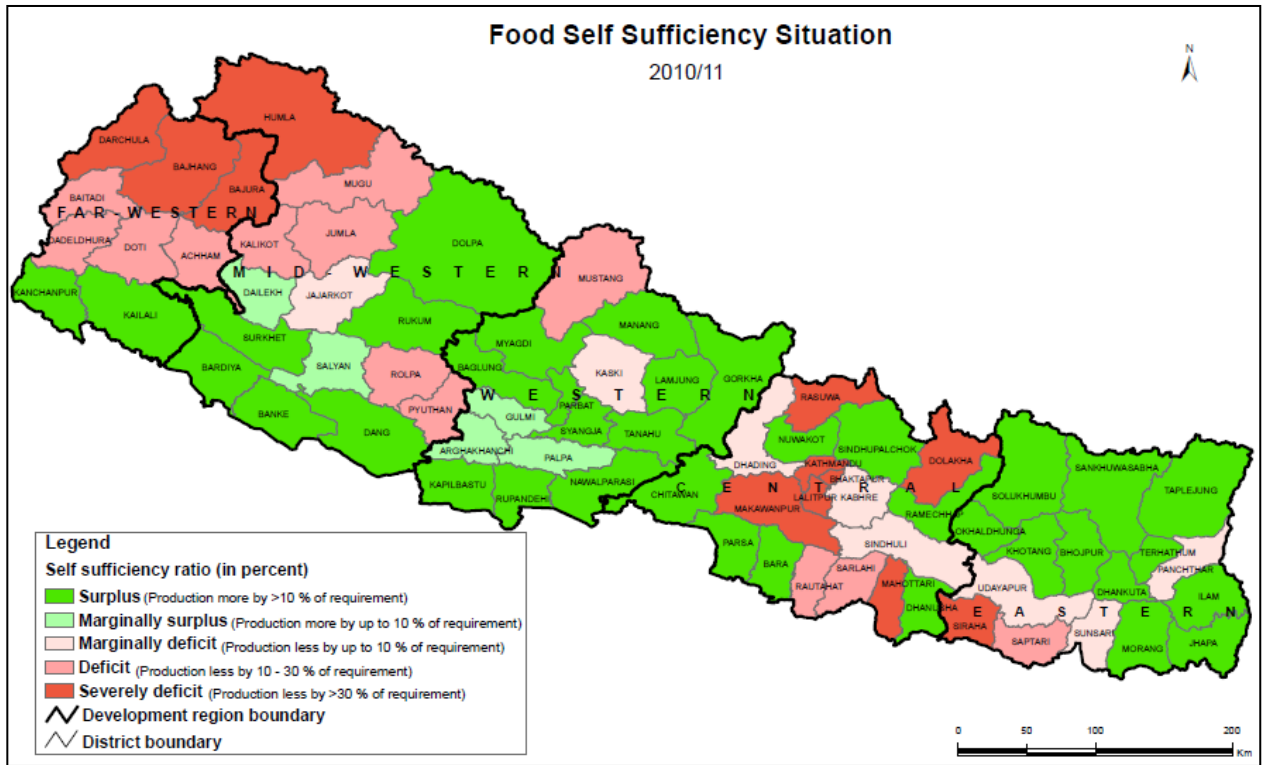 Food Self Sufficiency Situation
2010/11
N
HUMLA
DARCHULA
BAJHANG
BAJURA
MUGU
BAITADI
FAR-WESTERN
DADELDHURA
DOTI
ACHHAM
KALIKOT
JUMLA
DOLPA
MID-WESTERN
MUSTANG
DAILEKH
JAJARKOT
KANCHANPUR
KAILALI
RUKUM
MANANG
SURKHET
MYAGDI
BARDIYA
SALYAN
ROLPA
BAGLUNG
KASKI
LAMJUNG
GORKHA
WESTERN
PARBAT
RASUWA
BANKE
PYUTHAN
GULMI
SYANGJA
TANAHU
DANG
NUWAKOT
SINDHUPALCHOK
ARGHAKHANCHI
PALPA
DHADING
KATHMANDU
DOLAKHA
SANKHUWASABHA
BHAKTAPUR
TAPLEJUNG
KAPILBASTU
NAWALPARASI
CHITAWAN
CENTRAL
RUPANDEHI
LALITPUR
KABHRE
SOLUKHUMBU
MAKAWANPUR
RAMECHHAP
OKHALDHUNGA
PARSA
SINDHULI
KHOTANG
BHOJPUR
TERHATHUM
BARA
PANCHTHAR
SARLAHI
UDAYAPUR
RAUTAHAT
MAHOTTARI
DHANKUTA
ILAM
DHANUSHA
EASTERN
SIRAHA
SAPTARI
SUNSARI
MORANG
JHAPA
Legend
Self sufficiency ratio (in percent)
Surplus (Production more by >10 % of requirement)
Marginally surplus (Production more by up to 10 % of requirement)
Marginally deficit (Production less by up to 10 % of requirement)
Deficit (Production less by 10 - 30 % of requirement)
Severely deficit (Production less by >30 % of requirement)
Development region boundary
District boundary
0 50 100 200
Km